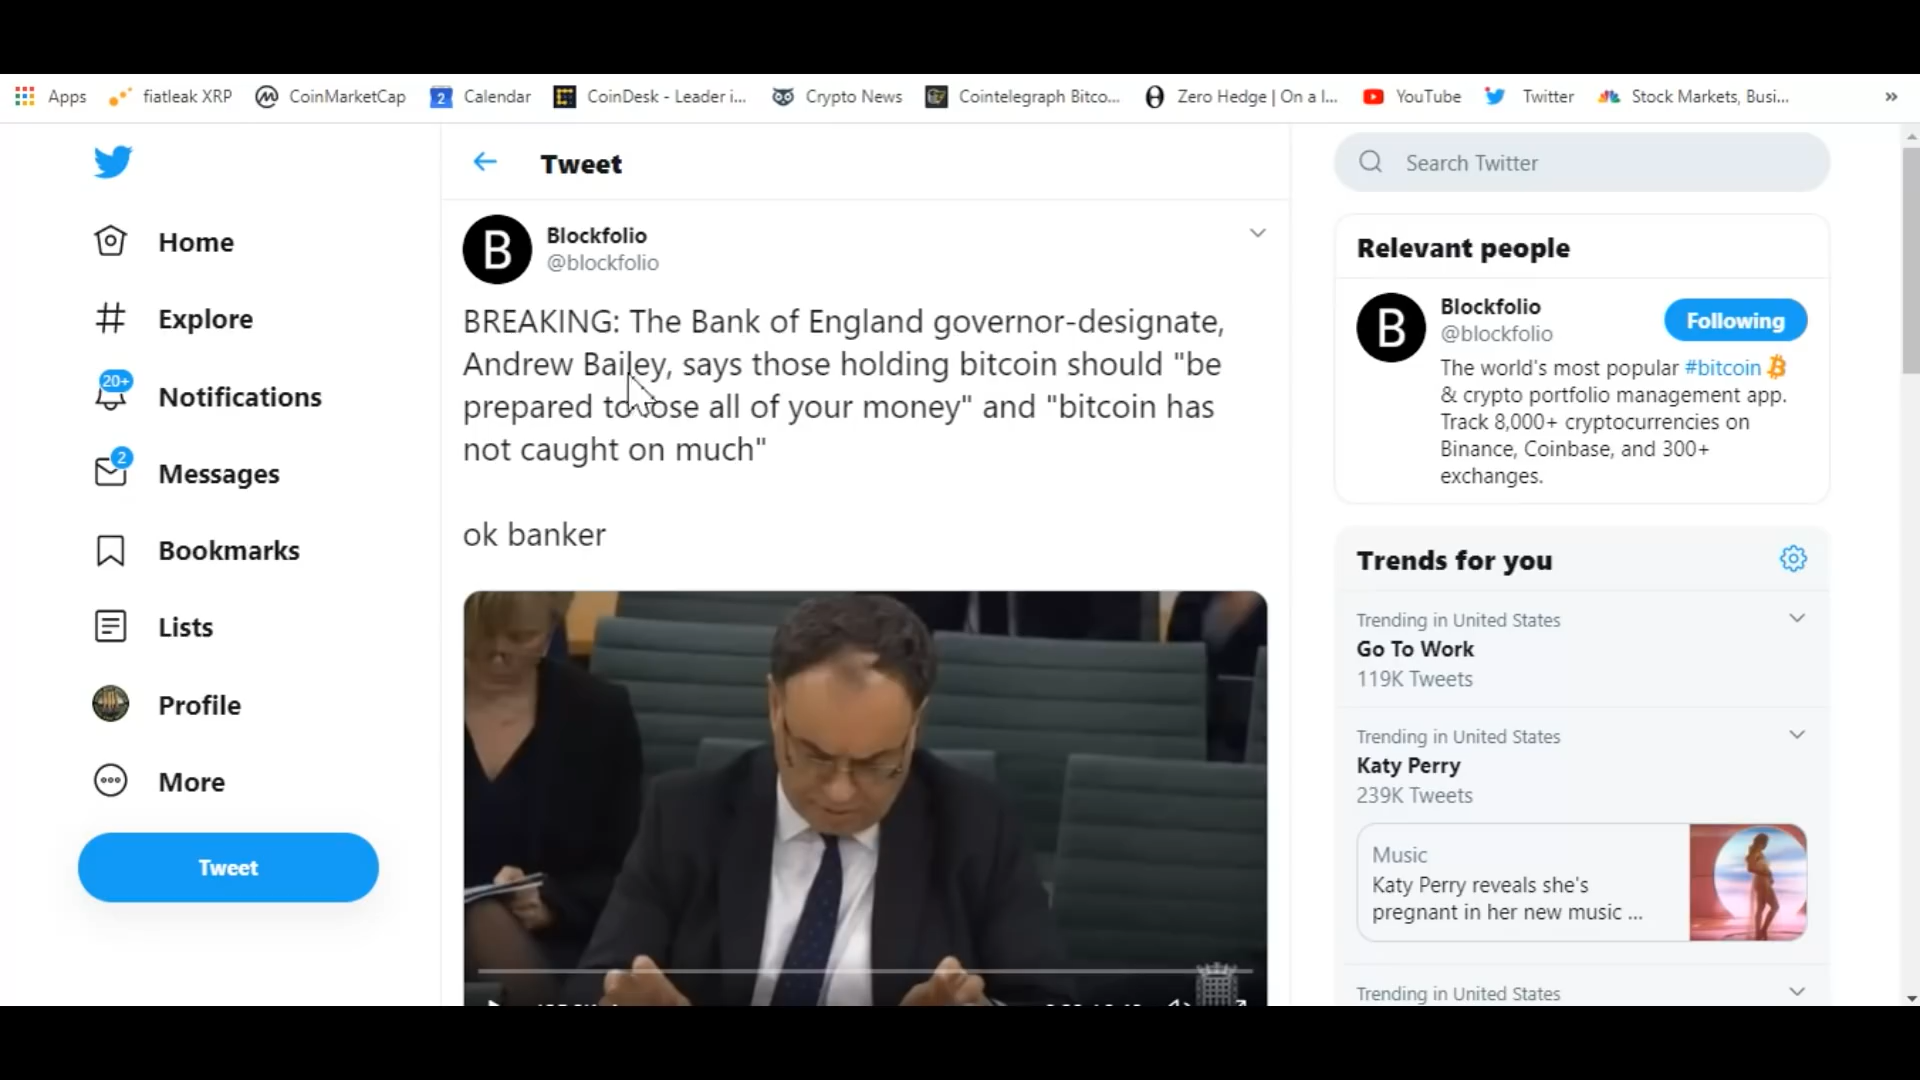 Apps
fiatleak XRP
CoinMarketCap
2
Calendar
CoinDesk - Leader i...
Crypto News
Cointelegraph Bitco...
Zero Hedge | On a l...
YouTube
Twitter
Stock Markets, Busi...
»
Home
Explore
20+
Notifications
2
Messages
Bookmarks
Lists
Profile
More
Tweet
Tweet
B
Blockfolio
@blockfolio
BREAKING: The Bank of England governor-designate,
Andrew Bailey, says those holding bitcoin should "be
prepared to lose all of your money" and "bitcoin has
not caught on much"
ok banker
Search Twitter
Relevant people
B
Blockfolio
@blockfolio
Following
The world's most popular #bitcoin
& crypto portfolio management app.
Track 8,000+ cryptocurrencies on
Binance, Coinbase, and 300+
exchanges.
Trends for you
Trending in United States
Go To Work
119K Tweets
Trending in United States
Katy Perry
239K Tweets
Music
Katy Perry reveals she's
pregnant in her new music ...
Trending in United States